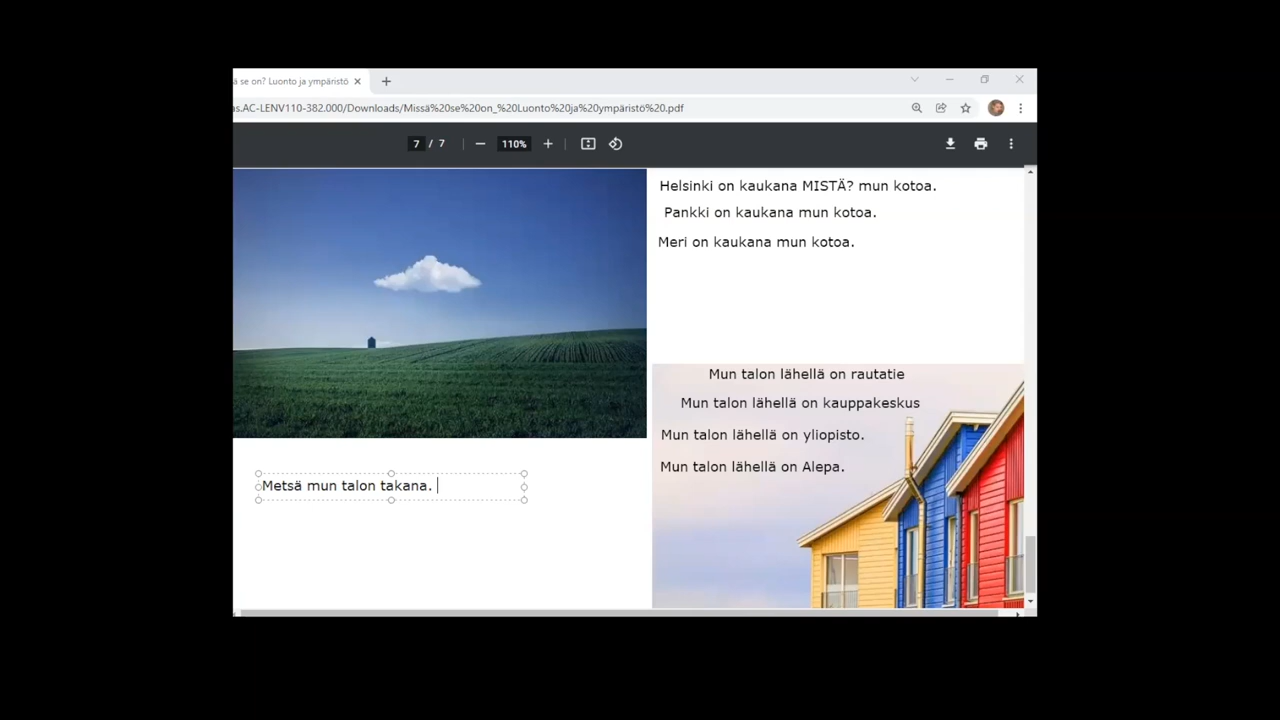 ä se on? Luonto ja ympäristö
as.AC-LENV110-382.000/Downloads/Missä%20se%20on_%20Luonto%20ja%20ympäristö%20.pdf
7 / 7
110%
Helsinki on kaukana MISTÄ? mun kotoa.
Pankki on kaukana mun kotoa.
Meri on kaukana mun kotoa.
Mun talon lähellä on rautatie
Mun talon lähellä on kauppakeskus
Mun talon lähellä on yliopisto.
Mun talon lähellä on Alepa.
Metsä mun talon takana.